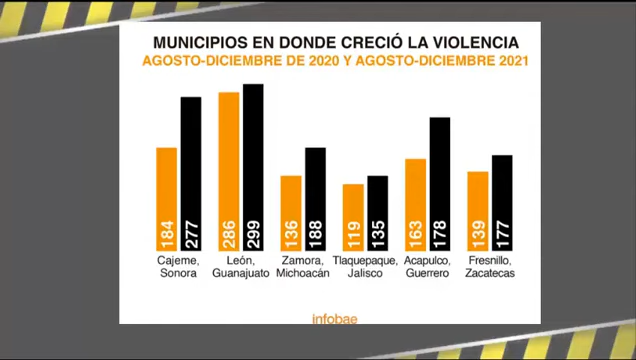 MUNICIPIOS EN DONDE CRECIÓ LA VIOLENCIA
AGOSTO-DICIEMBRE DE 2020 Y AGOSTO-DICIEMBRE 2021
184 277 286 299 136 188 119 135 163 178 139 177
Cajeme, León, Zamora, Tlaquepaque, Acapulco, Fresnillo,
Sonora Guanajuato Michoacán Jalisco Guerrero Zacatecas
infobae